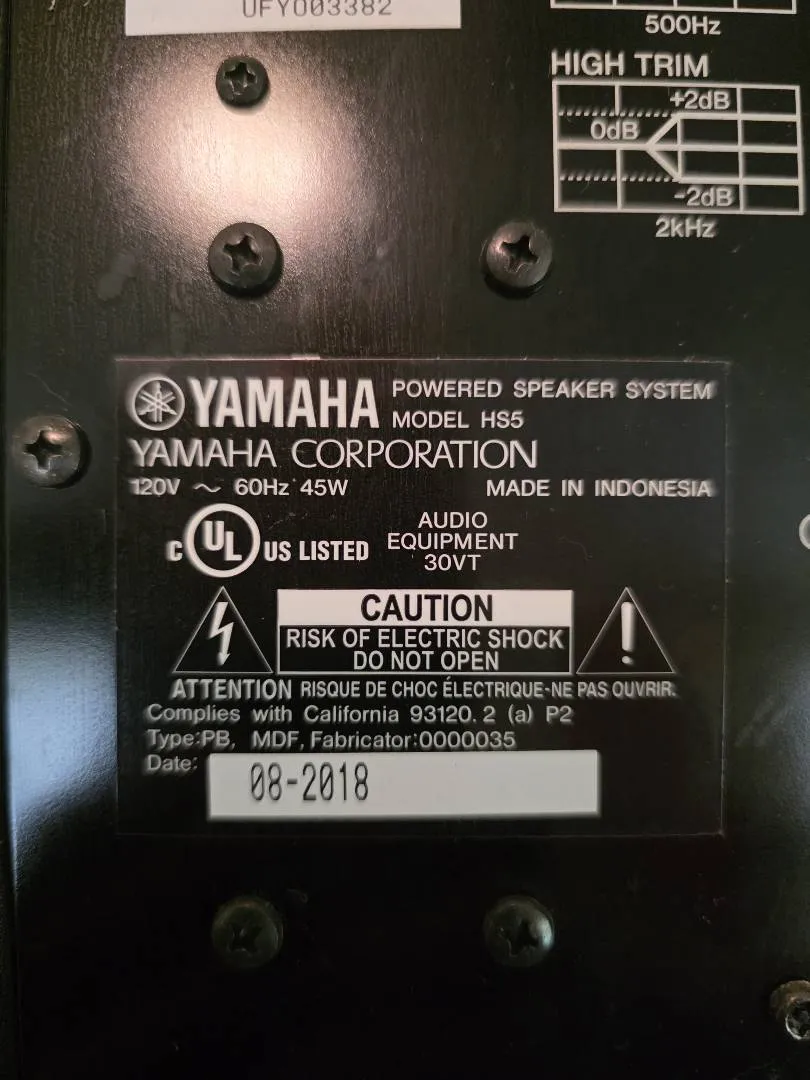 UFY003382
500Hz
HIGH TRIM
+2dB
0dB
-2dB
2kHz
YAMAHA POWERED SPEAKER SYSTEM
MODEL HS5
YAMAHA CORPORATION
120V ~ 60Hz 45W MADE IN INDONESIA
C UL US LISTED
AUDIO
EQUIPMENT
30VT
CAUTION
RISK OF ELECTRIC SHOCK
DO NOT OPEN
ATTENTION RISQUE DE CHOC ÉLECTRIQUE-NE PAS OUVRIR.
Complies with California 93120.2 (a) P2
Type:PB, MDF, Fabricator:0000035
Date:
08-2018